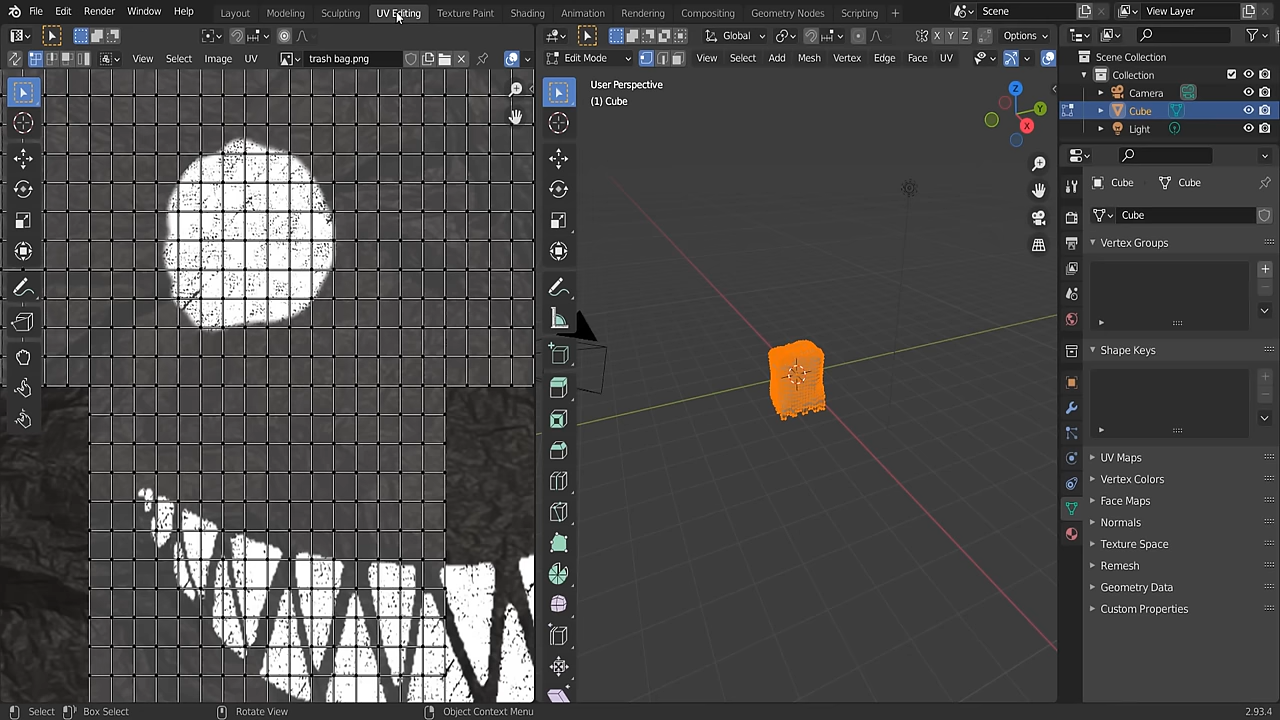 File Edit Render Window Help Layout Modeling Sculpting UV Editing Texture Paint Shading Animation Rendering Compositing Geometry Nodes Scripting + Scene View Layer
Global X Y Z Options
View Select Image UV trash bag.png Edit Mode View Select Add Mesh Vertex Edge Face UV
User Perspective
(1) Cube
Z
Y
X
Scene Collection
Collection
Camera
Cube
Light
Cube Cube
Cube
Vertex Groups
Shape Keys
UV Maps
Vertex Colors
Face Maps
Normals
Texture Space
Remesh
Geometry Data
Custom Properties
Select Box Select Rotate View Object Context Menu 2.93.4